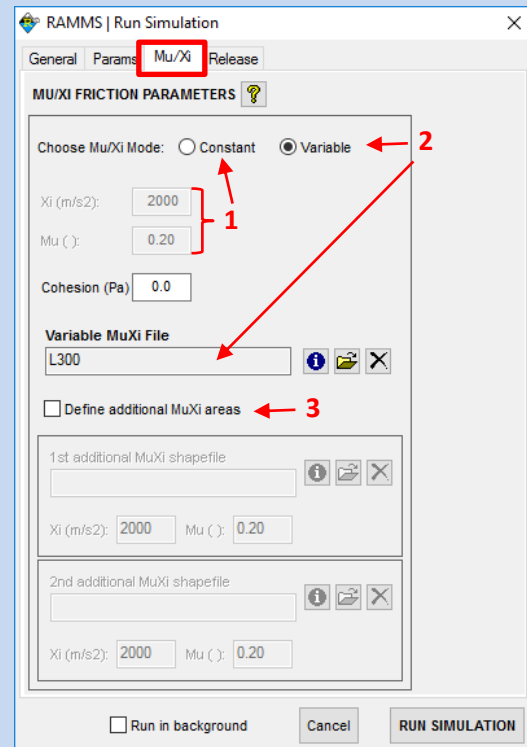 RAMMS | Run Simulation
General Params Mu/Xi Release
MU/XI FRICTION PARAMETERS ?
Choose Mu/Xi Mode: Constant Variable 2
Xi (m/s2): 2000
1
Mu ( ): 0.20
Cohesion (Pa) 0.0
Variable MuXi File
L300
Define additional MuXi areas 3
1st additional MuXi shapefile
Xi (m/s2): 2000 Mu ( ): 0.20
2nd additional MuXi shapefile
Xi (m/s2): 2000 Mu ( ): 0.20
Run in background Cancel RUN SIMULATION